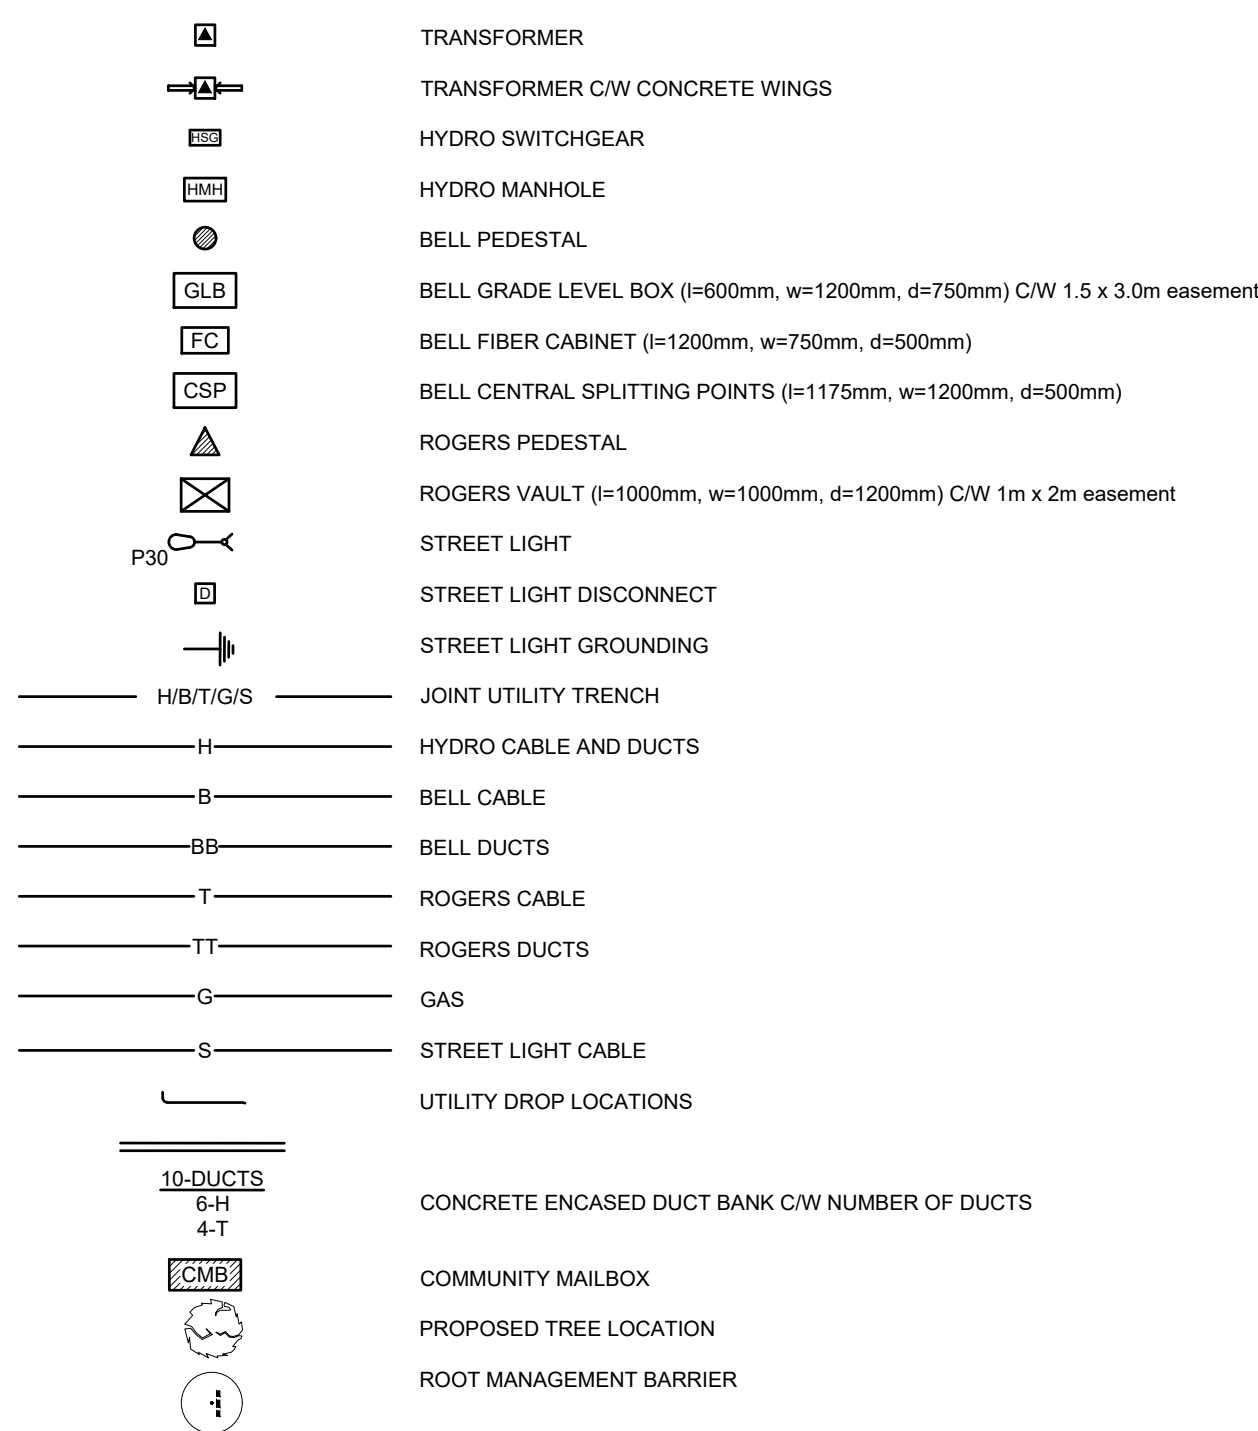 TRANSFORMER
TRANSFORMER C/W CONCRETE WINGS
HSG HYDRO SWITCHGEAR
HMH HYDRO MANHOLE
BELL PEDESTAL
GLB BELL GRADE LEVEL BOX (l=600mm, w=1200mm, d=750mm) C/W 1.5 x 3.0m easement
FC BELL FIBER CABINET (l=1200mm, w=750mm, d=500mm)
CSP BELL CENTRAL SPLITTING POINTS (l=1175mm, w=1200mm, d=500mm)
ROGERS PEDESTAL
ROGERS VAULT (l=1000mm, w=1000mm, d=1200mm) C/W 1m x 2m easement
P30 STREET LIGHT
D STREET LIGHT DISCONNECT
STREET LIGHT GROUNDING
H/B/T/G/S JOINT UTILITY TRENCH
H HYDRO CABLE AND DUCTS
B BELL CABLE
BB BELL DUCTS
T ROGERS CABLE
TT ROGERS DUCTS
G GAS
S STREET LIGHT CABLE
UTILITY DROP LOCATIONS
10-DUCTS
6-H CONCRETE ENCASED DUCT BANK C/W NUMBER OF DUCTS
4-T
CMB COMMUNITY MAILBOX
PROPOSED TREE LOCATION
ROOT MANAGEMENT BARRIER